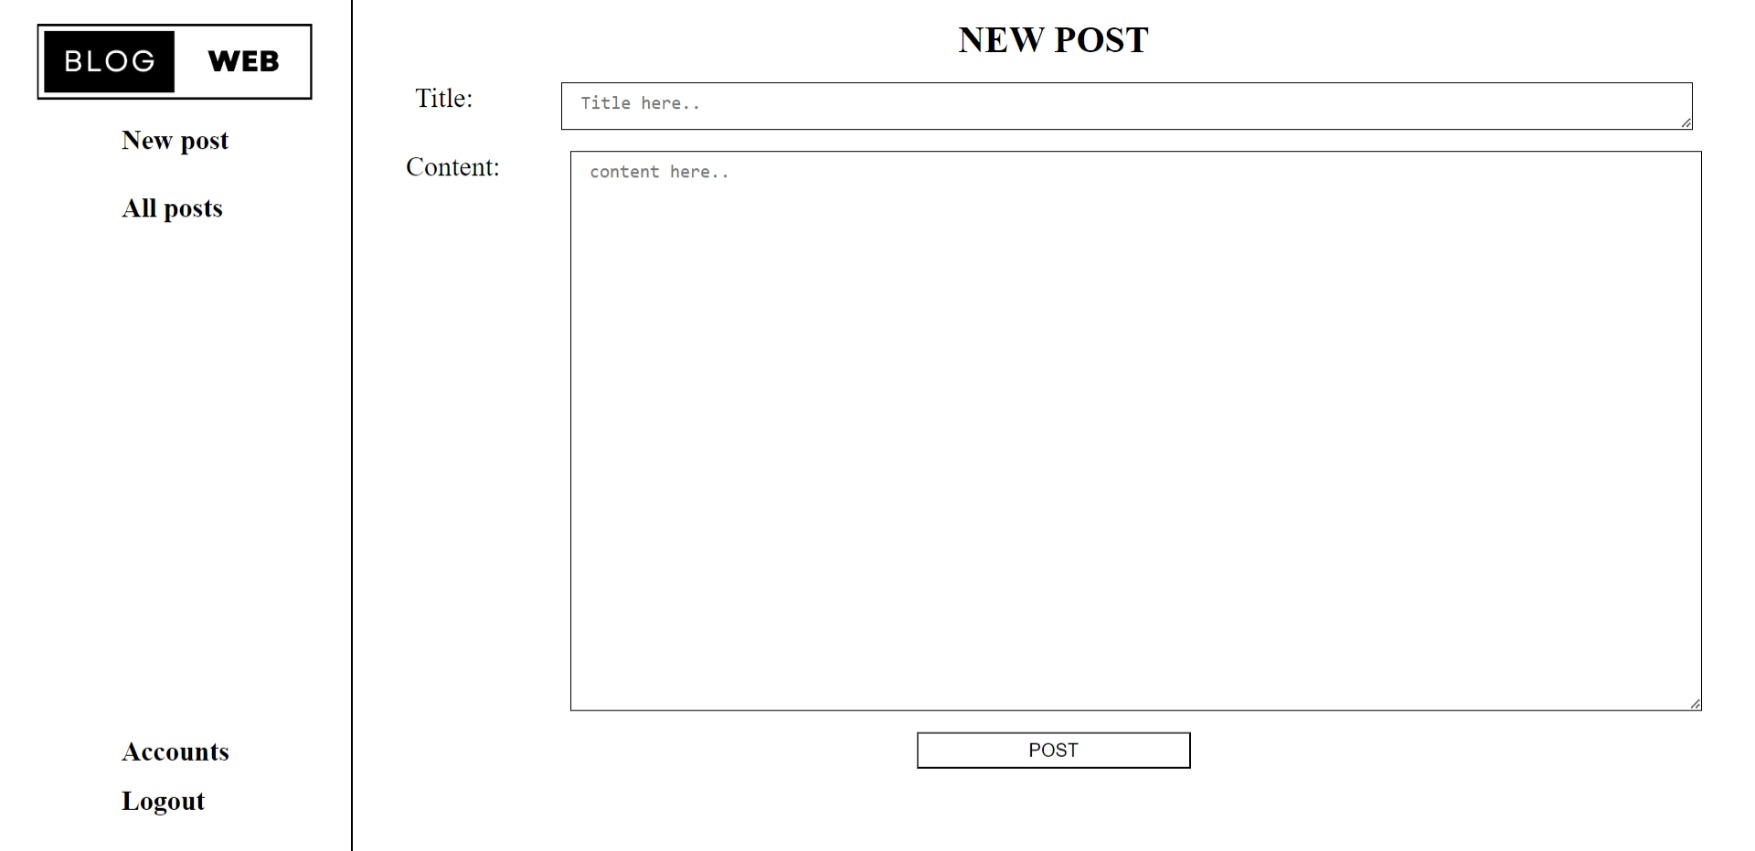 BLOG WEB
New post
All posts
Accounts
Logout
NEW POST
Title:
Title here..
Content:
content here..
POST